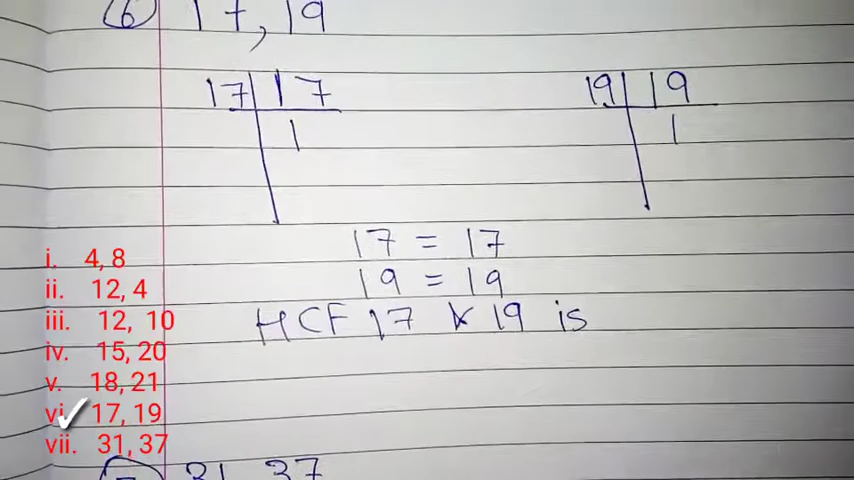 (6) 17, 19
17 17 19 19
1 1
17 = 17
19 = 19
HCF 17 & 19 is
i. 4, 8
ii. 12, 4
iii. 12, 10
iv. 15, 20
v. 18, 21
vi. 17, 19
vii. 31, 37
31, 37